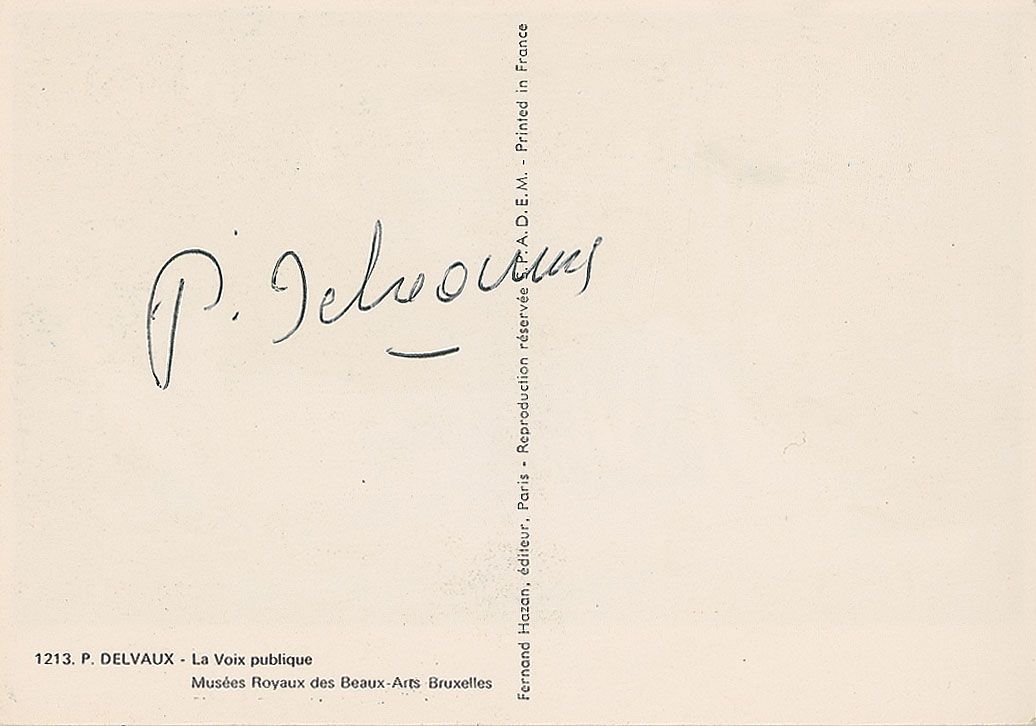 P. Delvaux
1213. P. DELVAUX - La Voix publique
Musées Royaux des Beaux-Arts Bruxelles
Fernand Hazan, éditeur, Paris - Reproduction réservée S.P.A.D.E.M. - Printed in France